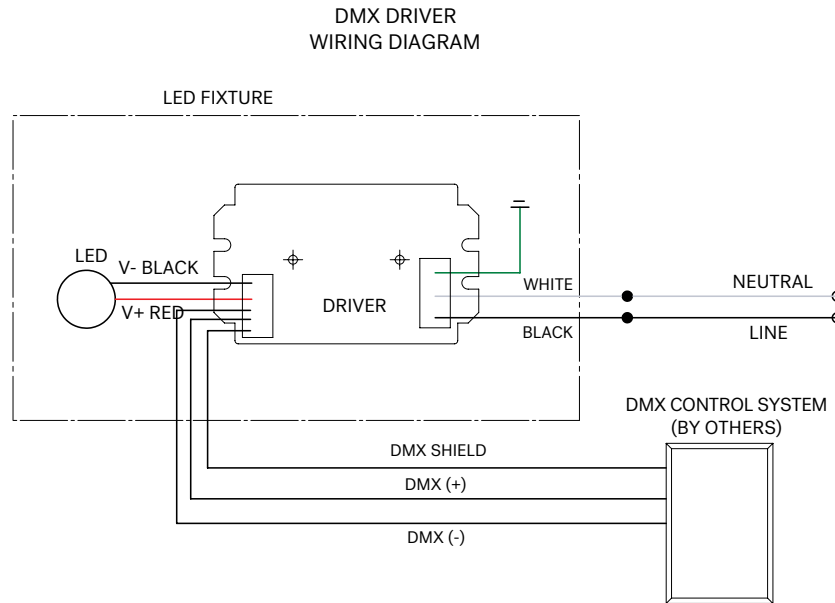 DMX DRIVER
WIRING DIAGRAM
LED FIXTURE
LED
V- BLACK
V+ RED
DRIVER
WHITE
NEUTRAL
BLACK
LINE
DMX CONTROL SYSTEM
(BY OTHERS)
DMX SHIELD
DMX (+)
DMX (-)